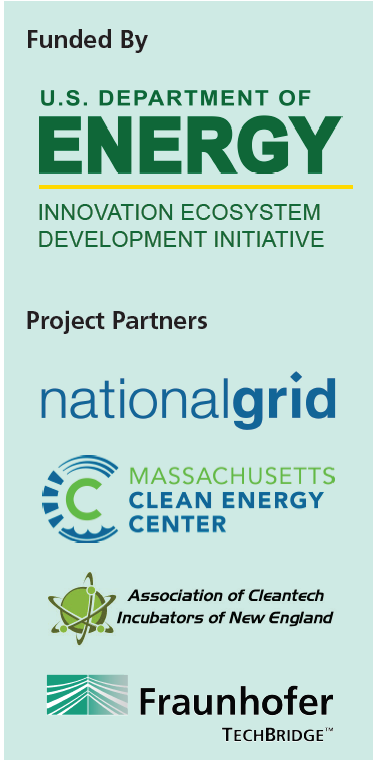 Funded By
U.S. DEPARTMENT OF
ENERGY
INNOVATION ECOSYSTEM
DEVELOPMENT INITIATIVE
Project Partners
nationalgrid
C
MASSACHUSETTS
CLEAN ENERGY
CENTER
Association of Cleantech
Incubators of New England
Fraunhofer
TECHBRIDGE™